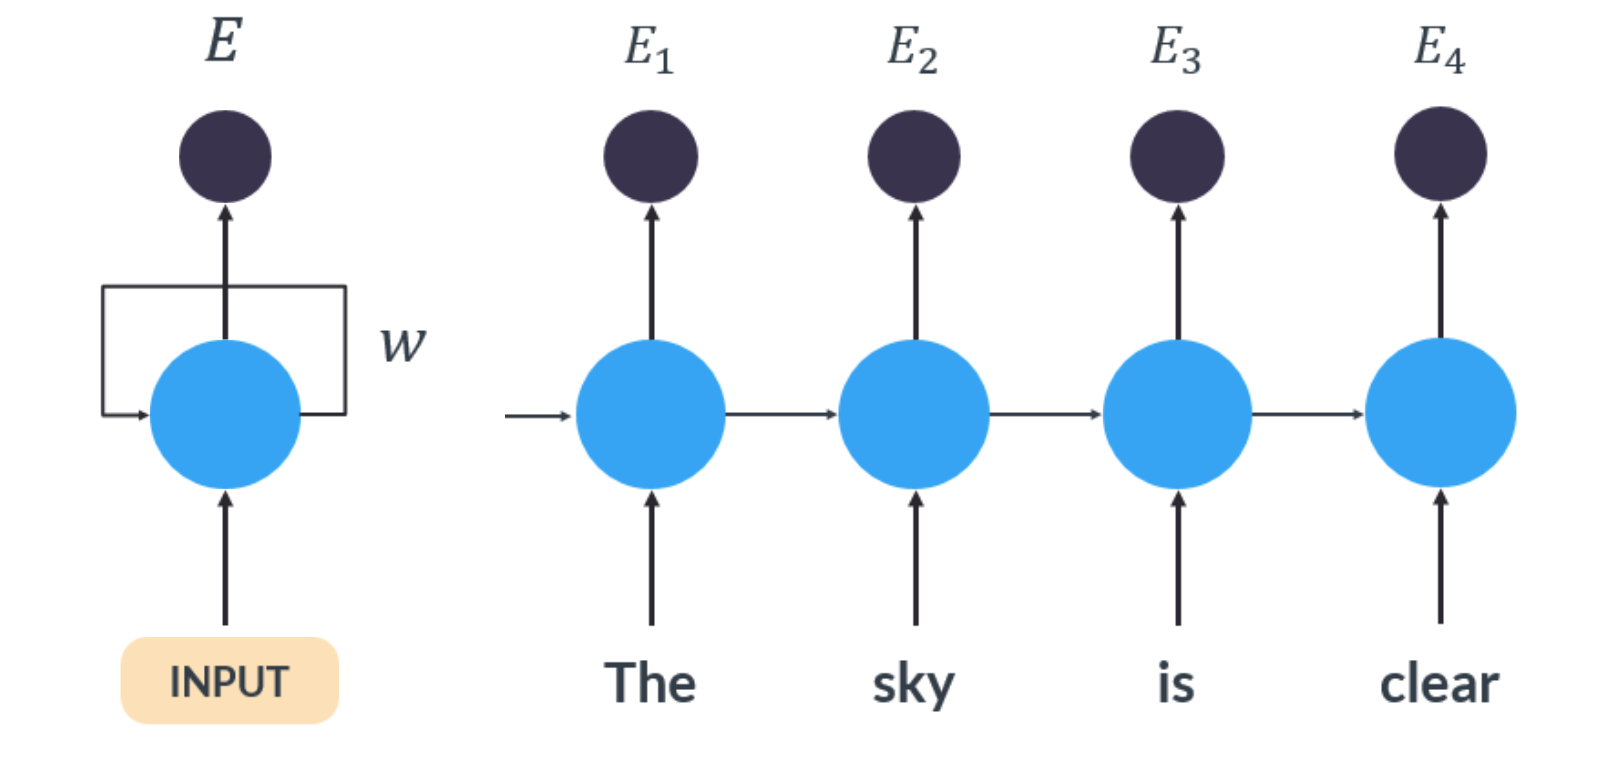 E
w
INPUT
E₁ E₂ E₃ E₄
The sky is clear